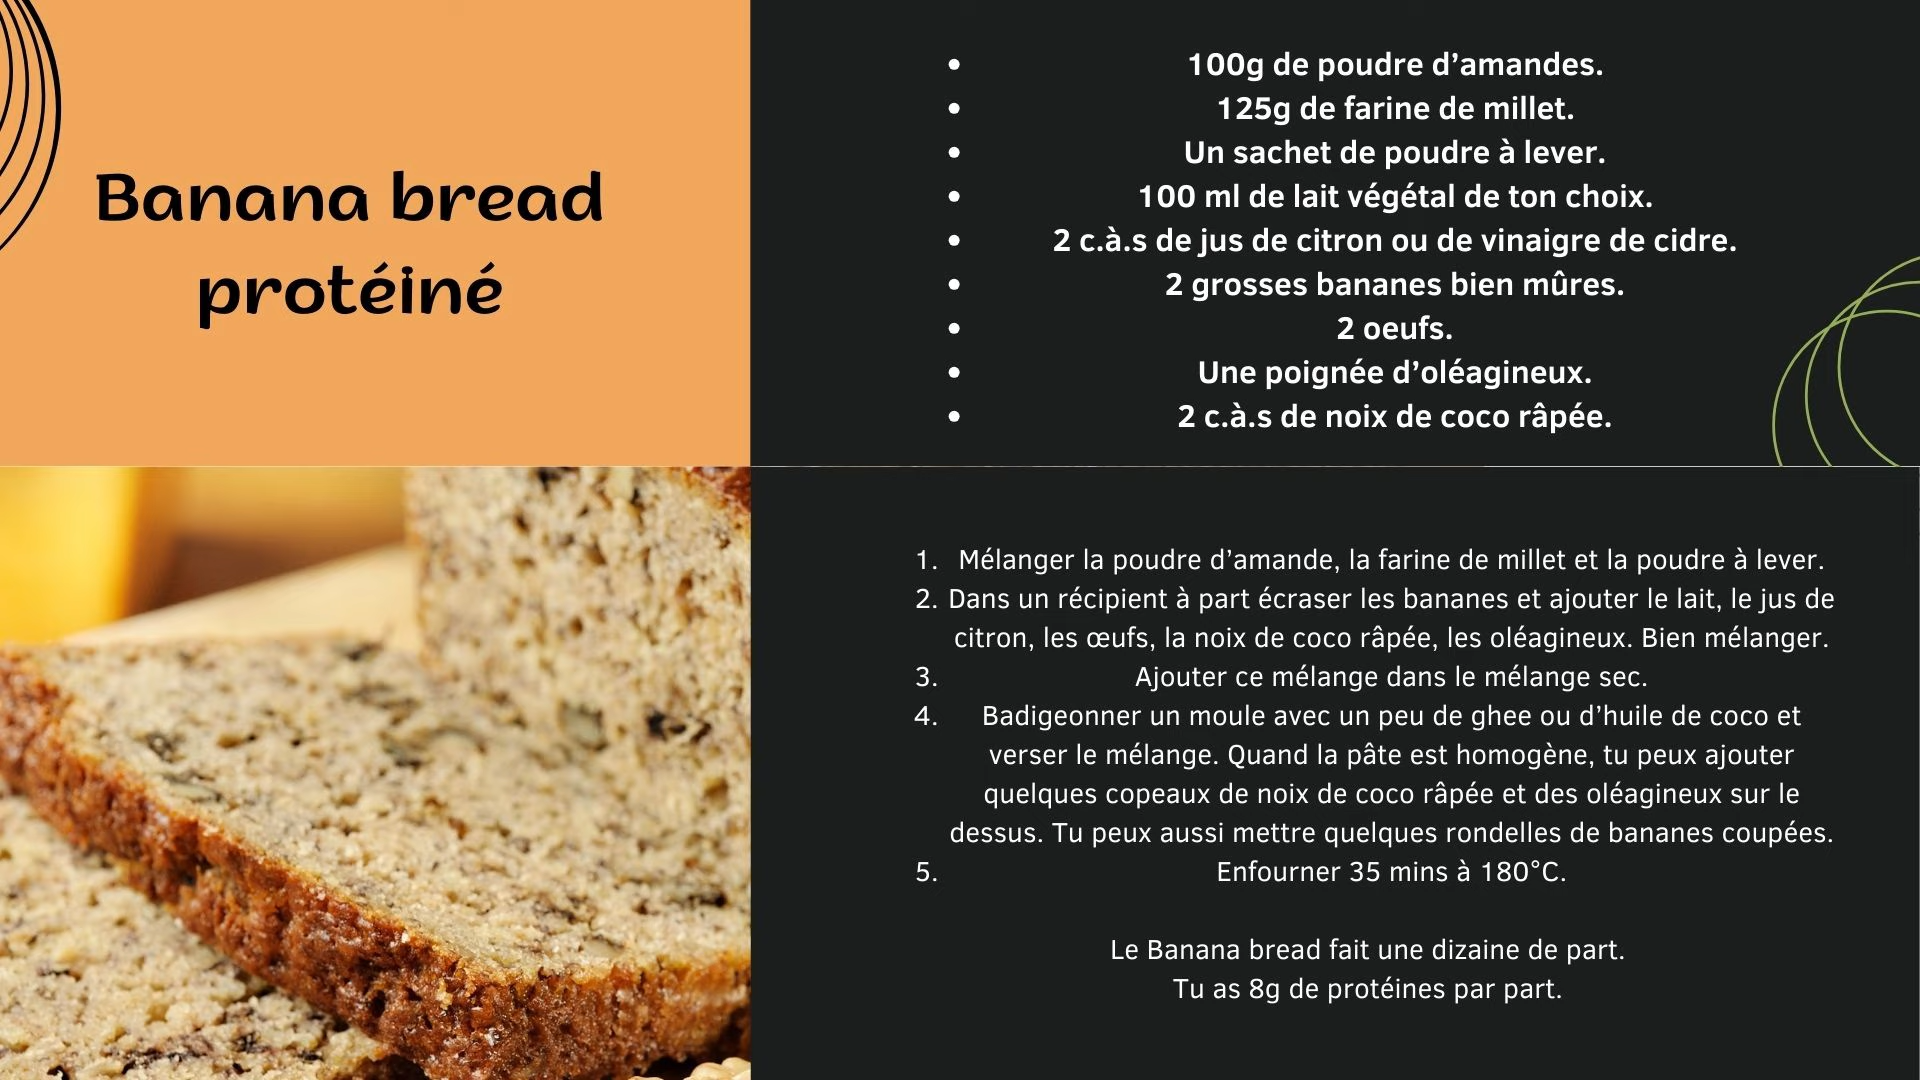 Banana bread
protéiné
• 100g de poudre d’amandes.
• 125g de farine de millet.
• Un sachet de poudre à lever.
• 100 ml de lait végétal de ton choix.
• 2 c.à.s de jus de citron ou de vinaigre de cidre.
• 2 grosses bananes bien mûres.
• 2 oeufs.
• Une poignée d’oléagineux.
• 2 c.à.s de noix de coco râpée.
1. Mélanger la poudre d’amande, la farine de millet et la poudre à lever.
2. Dans un récipient à part écraser les bananes et ajouter le lait, le jus de
citron, les œufs, la noix de coco râpée, les oléagineux. Bien mélanger.
3. Ajouter ce mélange dans le mélange sec.
4. Badigeonner un moule avec un peu de ghee ou d’huile de coco et
verser le mélange. Quand la pâte est homogène, tu peux ajouter
quelques copeaux de noix de coco râpée et des oléagineux sur le
dessus. Tu peux aussi mettre quelques rondelles de bananes coupées.
5. Enfourner 35 mins à 180°C.
Le Banana bread fait une dizaine de part.
Tu as 8g de protéines par part.